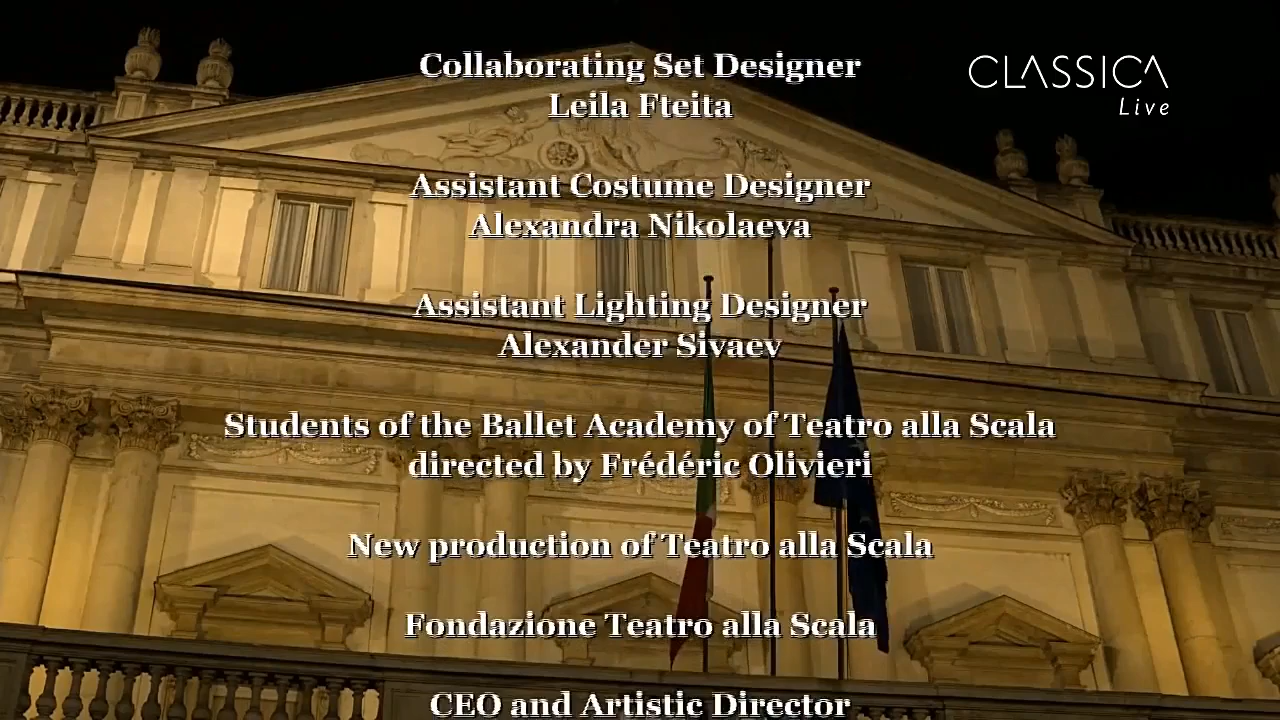 CLASSICA
Live
Collaborating Set Designer
Leila Fteita
Assistant Costume Designer
Alexandra Nikolaeva
Assistant Lighting Designer
Alexander Sivaev
Students of the Ballet Academy of Teatro alla Scala
directed by Frédéric Olivieri
New production of Teatro alla Scala
Fondazione Teatro alla Scala
CEO and Artistic Director